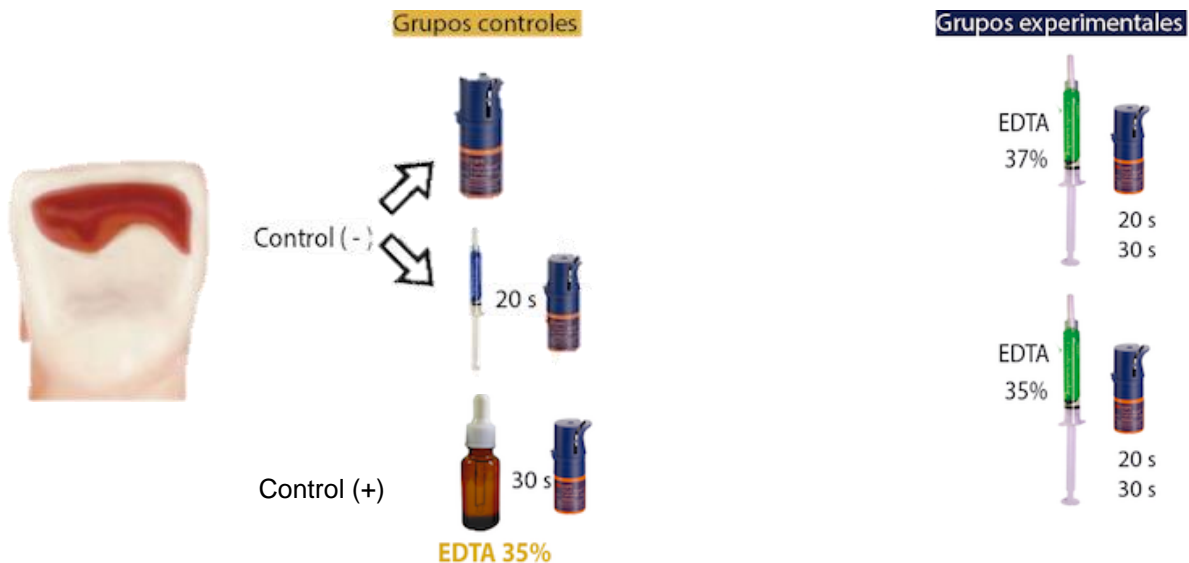 Grupos controles
Grupos experimentales
Control ( - )
20 s
Control (+)
30 s
EDTA 35%
EDTA
37%
20 s
30 s
EDTA
35%
20 s
30 s